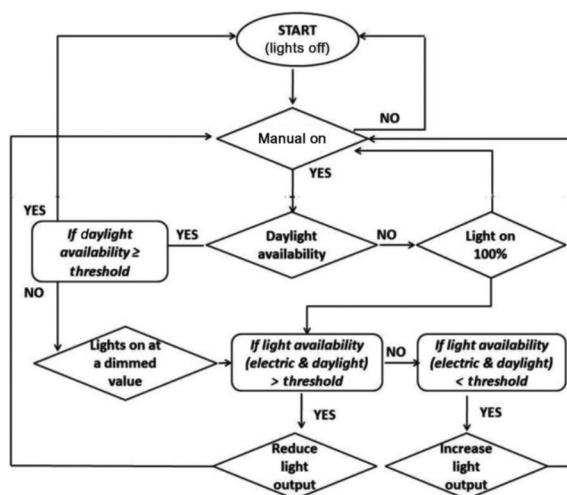 START
(lights off)
NO
Manual on
YES
YES
If daylight
availability ≥
threshold
YES
Daylight
availability
NO
Light on
100%
NO
Lights on at
a dimmed
value
If light availability
(electric & daylight)
> threshold
NO
If light availability
(electric & daylight)
< threshold
YES
YES
Reduce
light
output
Increase
light
output